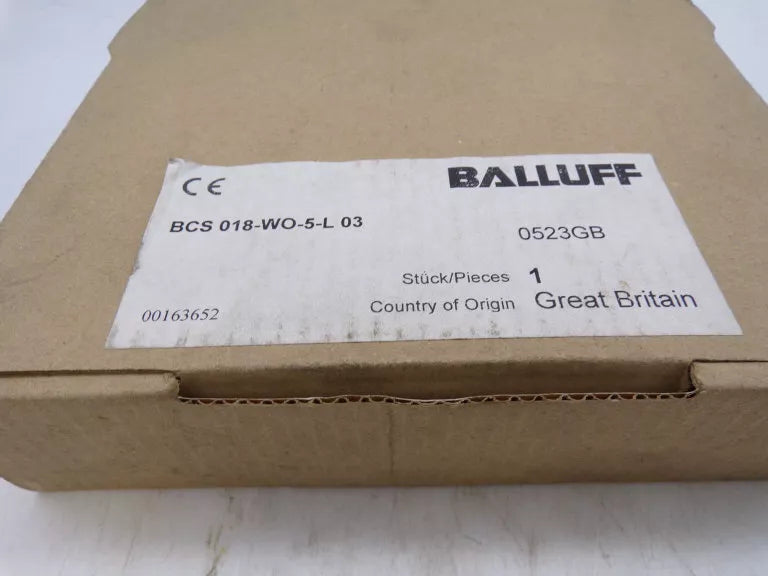 CE
BALLUFF
BCS 018-WO-5-L 03
0523GB
Stück/Pieces 1
00163652
Country of Origin Great Britain